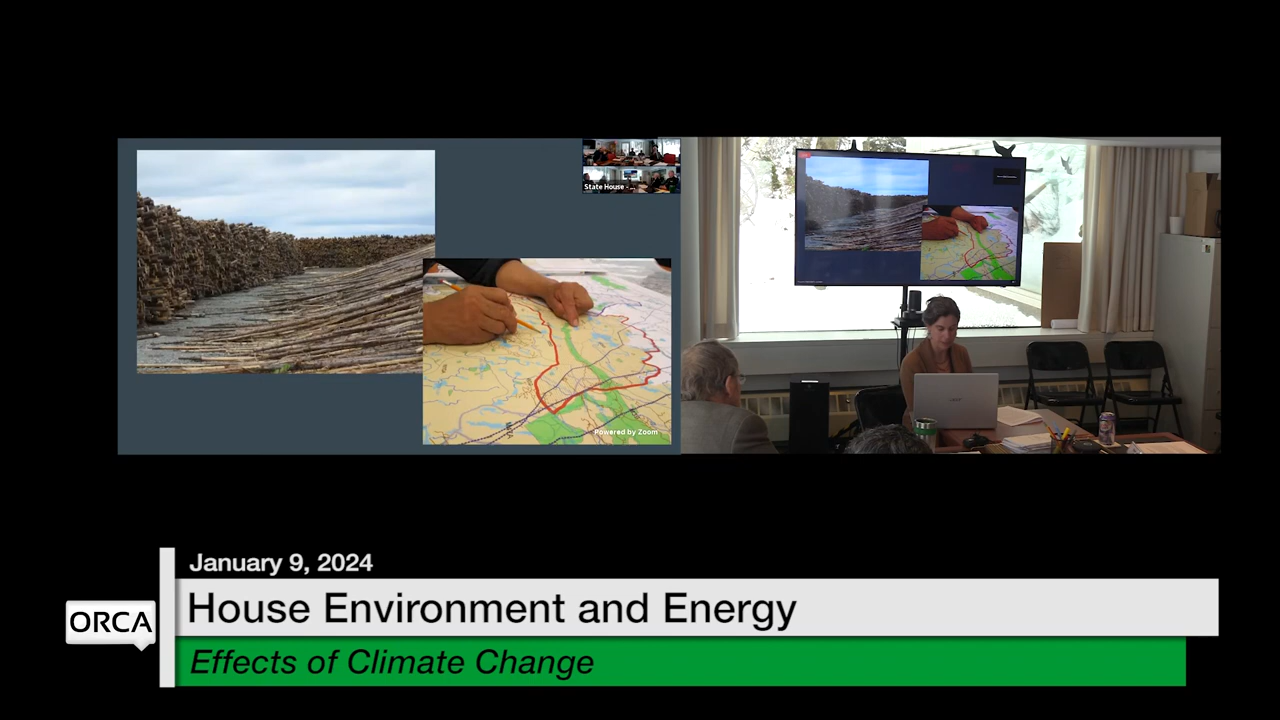 State House - ...
Powered by Zoom
January 9, 2024
House Environment and Energy
ORCA
Effects of Climate Change